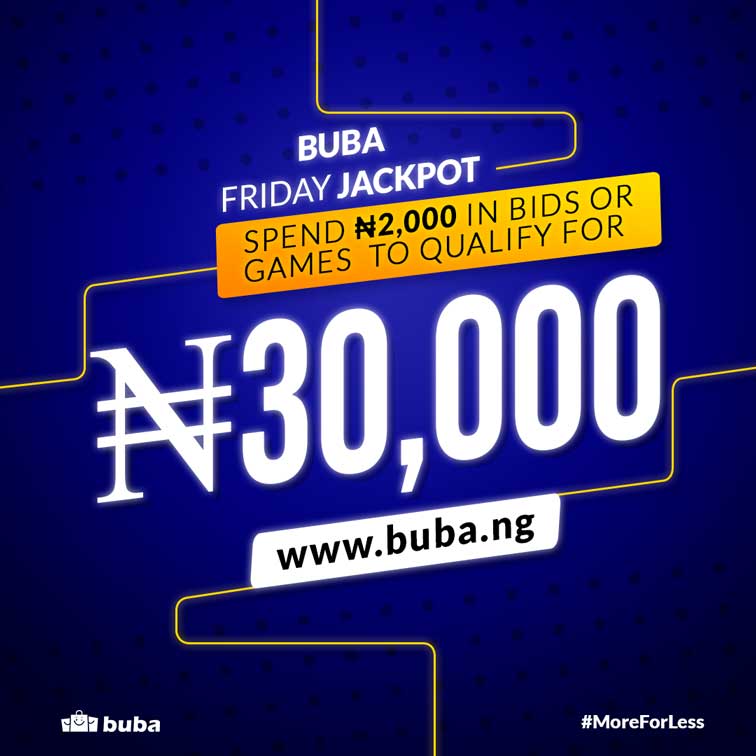 BUBA
FRIDAY JACKPOT
SPEND ₦2,000 IN BIDS OR
GAMES TO QUALIFY FOR
₦30,000
www.buba.ng
buba
#MoreForLess